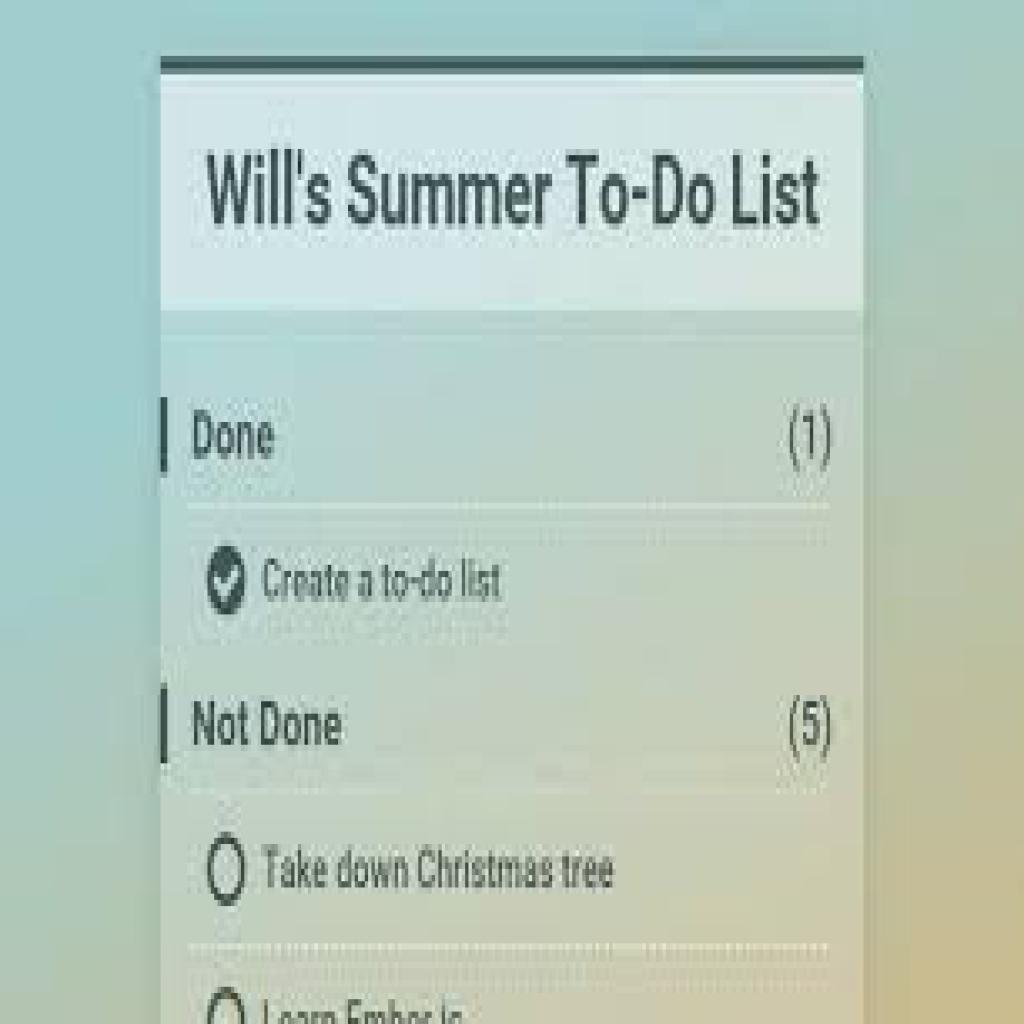 Will's Summer To-Do List
Done (1)
Create a to-do list
Not Done (5)
Take down Christmas tree
Learn Ember.js